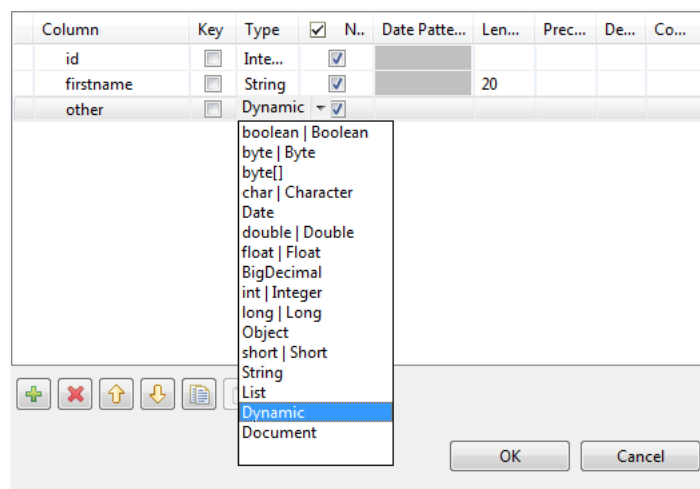 Column Key Type N.. Date Patte... Len... Prec... De... Co...
id Inte...
firstname String 20
other Dynamic
boolean | Boolean
byte | Byte
byte[]
char | Character
Date
double | Double
float | Float
BigDecimal
int | Integer
long | Long
Object
short | Short
String
List
Dynamic
Document
OK Cancel